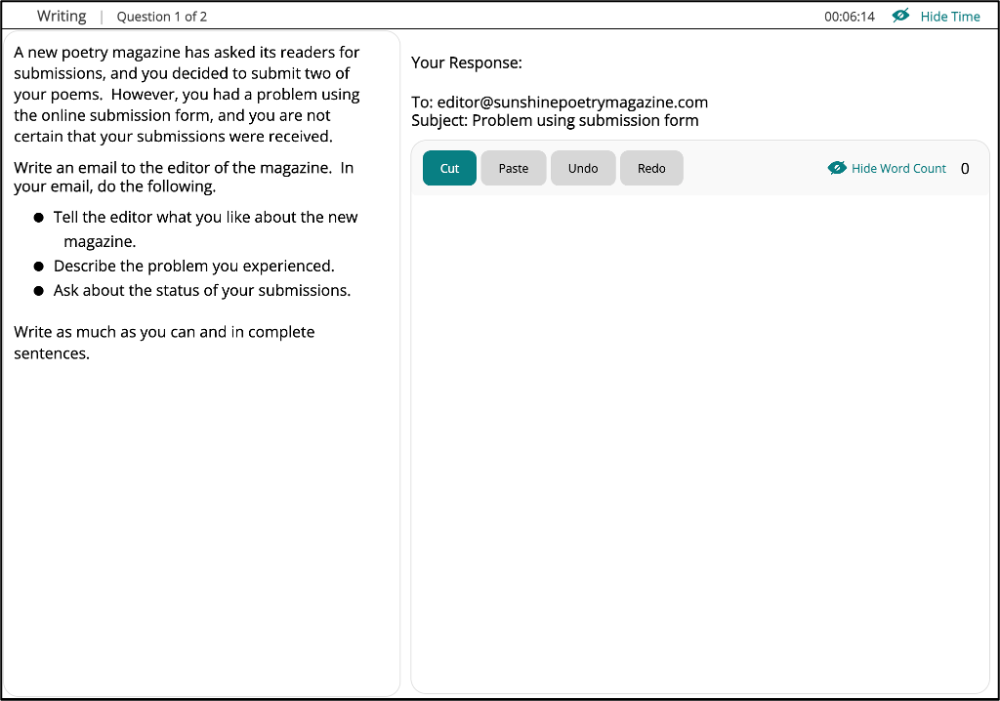 Writing | Question 1 of 2
00:06:14 Hide Time
A new poetry magazine has asked its readers for
submissions, and you decided to submit two of
your poems. However, you had a problem using
the online submission form, and you are not
certain that your submissions were received.
Write an email to the editor of the magazine. In
your email, do the following.
● Tell the editor what you like about the new
magazine.
● Describe the problem you experienced.
● Ask about the status of your submissions.
Write as much as you can and in complete
sentences.
Your Response:
To: editor@sunshinepoetrymagazine.com
Subject: Problem using submission form
Cut Paste Undo Redo Hide Word Count 0